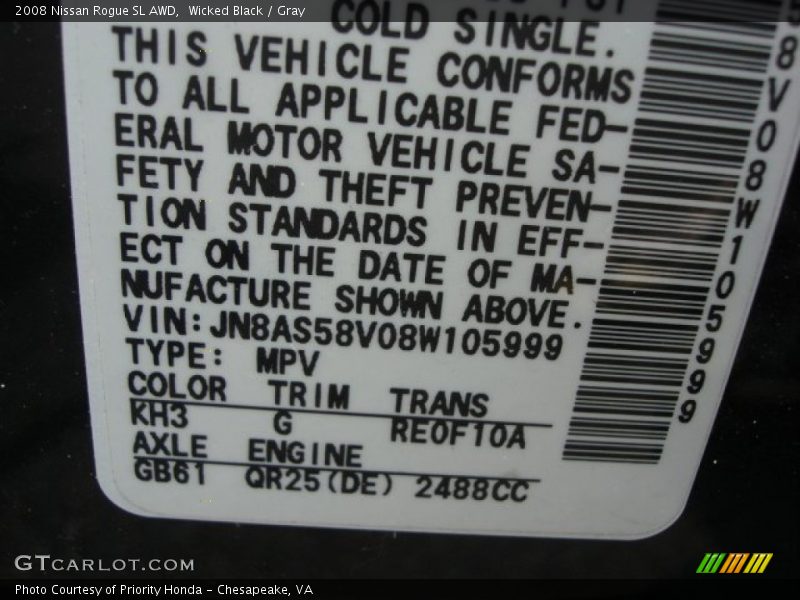 2008 Nissan Rogue SL AWD, Wicked Black / Gray
COLD SINGLE.
THIS VEHICLE CONFORMS
TO ALL APPLICABLE FED-
ERAL MOTOR VEHICLE SA-
FETY AND THEFT PREVEN-
TION STANDARDS IN EFF-
ECT ON THE DATE OF MA-
NUFACTURE SHOWN ABOVE.
VIN:JN8AS58V08W105999
TYPE: MPV
COLOR TRIM TRANS
KH3 G RE0F10A
AXLE ENGINE
GB61 QR25(DE) 2488CC
8V08W105999
GTCARLOT.COM
Photo Courtesy of Priority Honda - Chesapeake, VA